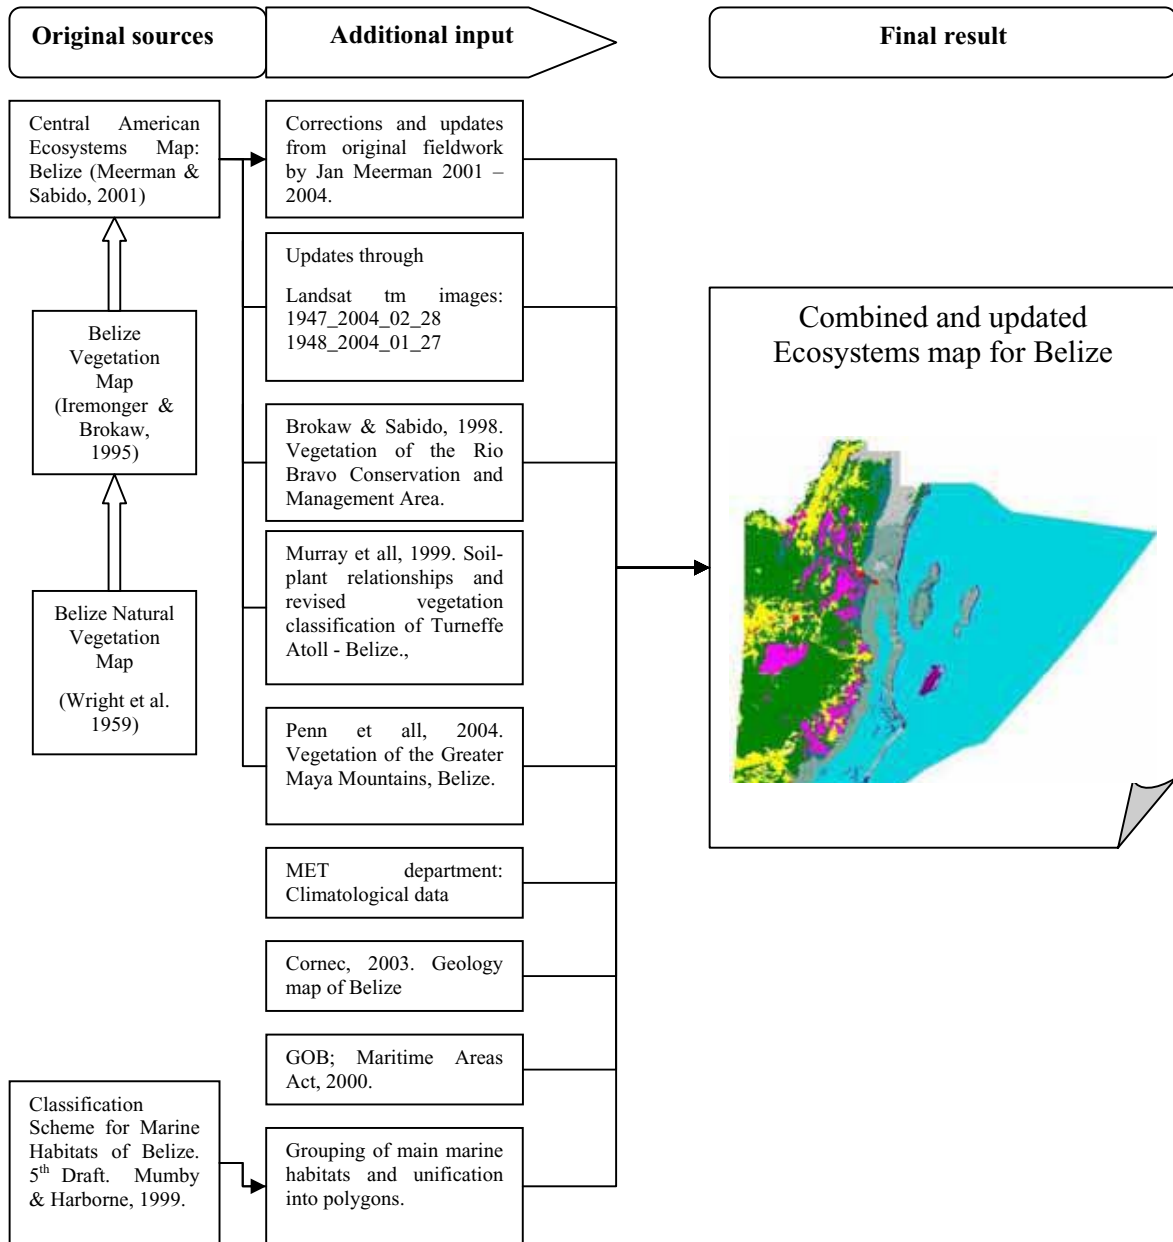 Original sources
Additional input
Final result
Central American
Ecosystems Map:
Belize (Meerman &
Sabido, 2001)
Belize
Vegetation
Map
(Iremonger &
Brokaw,
1995)
Belize Natural
Vegetation
Map
(Wright et al.
1959)
Classification
Scheme for Marine
Habitats of Belize.
5th Draft. Mumby
& Harborne, 1999.
Corrections and updates
from original fieldwork
by Jan Meerman 2001 –
2004.
Updates through
Landsat tm images:
1947_2004_02_28
1948_2004_01_27
Brokaw & Sabido, 1998.
Vegetation of the Rio
Bravo Conservation and
Management Area.
Murray et all, 1999. Soil-
plant relationships and
revised vegetation
classification of Turneffe
Atoll - Belize.,
Penn et all, 2004.
Vegetation of the Greater
Maya Mountains, Belize.
MET department:
Climatological data
Cornec, 2003. Geology
map of Belize
GOB; Maritime Areas
Act, 2000.
Grouping of main marine
habitats and unification
into polygons.
Combined and updated
Ecosystems map for Belize